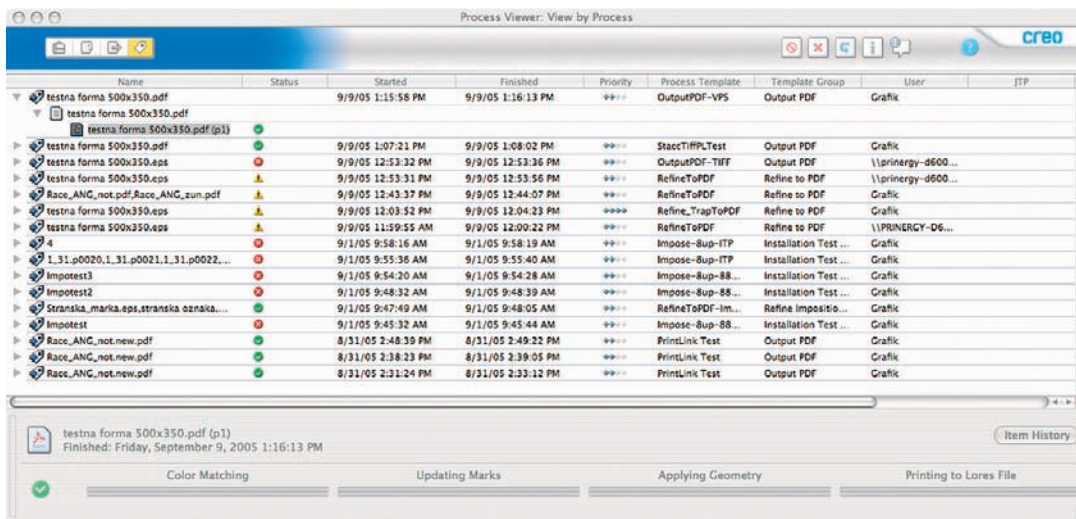 Process Viewer: View by Process
creo
Name Status Started Finished Priority Process Template Template Group User JTP
testna forma 500x350.pdf 9/9/05 1:15:58 PM 9/9/05 1:16:13 PM OutputPDF-VPS Output PDF Grafik
testna forma 500x350.pdf
testna forma 500x350.pdf (p1)
testna forma 500x350.pdf 9/9/05 1:07:21 PM 9/9/05 1:08:02 PM StaccTiffPLTest Output PDF Grafik
testna forma 500x350.eps 9/9/05 12:53:32 PM 9/9/05 12:53:36 PM OutputPDF-TIFF Output PDF \\prinergy-d600...
testna forma 500x350.eps 9/9/05 12:53:31 PM 9/9/05 12:53:56 PM RefineToPDF Refine to PDF \\prinergy-d600...
Race_ANG_not.pdf,Race_ANG_zun.pdf 9/9/05 12:43:37 PM 9/9/05 12:44:07 PM RefineToPDF Refine to PDF Grafik
testna forma 500x350.eps 9/9/05 12:03:52 PM 9/9/05 12:04:23 PM Refine_TrapToPDF Refine to PDF Grafik
testna forma 500x350.eps 9/9/05 11:59:55 AM 9/9/05 12:00:22 PM RefineToPDF Refine to PDF \\PRINERGY-D6...
4 9/1/05 9:58:16 AM 9/1/05 9:58:19 AM Impose-8up-ITP Installation Test ... Grafik
1_31.p0020,1_31.p0021,1_31.p0022,... 9/1/05 9:55:36 AM 9/1/05 9:55:40 AM Impose-8up-ITP Installation Test ... Grafik
Impotest3 9/1/05 9:54:20 AM 9/1/05 9:54:28 AM Impose-8up-88... Installation Test ... Grafik
Impotest2 9/1/05 9:48:32 AM 9/1/05 9:48:39 AM Impose-8up-88... Installation Test ... Grafik
Stranska_marka.eps,stranska oznaka.... 9/1/05 9:47:49 AM 9/1/05 9:48:05 AM RefineToPDF-Im... Refine Impositio... Grafik
Impotest 9/1/05 9:45:32 AM 9/1/05 9:45:44 AM Impose-8up-88... Installation Test ... Grafik
Race_ANG_not.new.pdf 8/31/05 2:48:39 PM 8/31/05 2:49:22 PM PrintLink Test Output PDF Grafik
Race_ANG_not.new.pdf 8/31/05 2:38:23 PM 8/31/05 2:39:05 PM PrintLink Test Output PDF Grafik
Race_ANG_not.new.pdf 8/31/05 2:31:24 PM 8/31/05 2:33:12 PM PrintLink Test Output PDF Grafik
testna forma 500x350.pdf (p1)
Finished: Friday, September 9, 2005 1:16:13 PM
Item History
Color Matching Updating Marks Applying Geometry Printing to Lores File